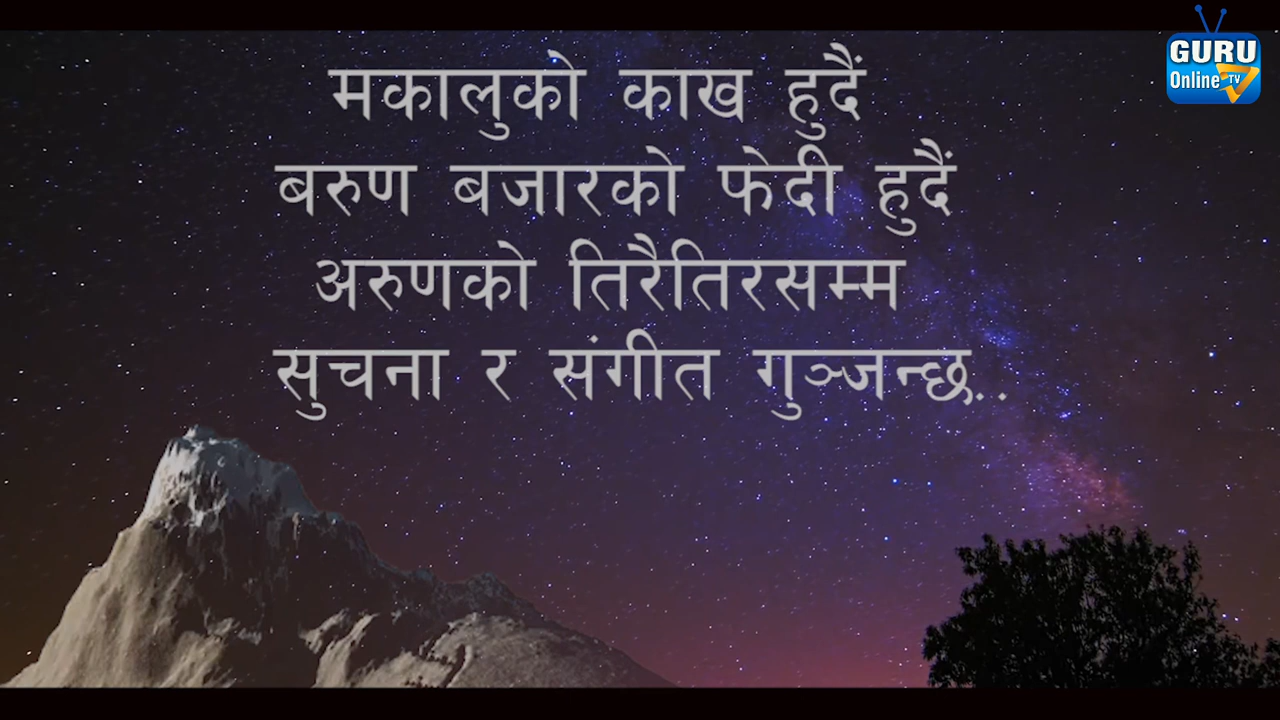 मकालुको काख हुदैं
बरुण बजारको फेदी हुदैं
अरुणको तिरैतिरसम्म
सुचना र संगीत गुञ्जन्छ..
GURU
Online TV